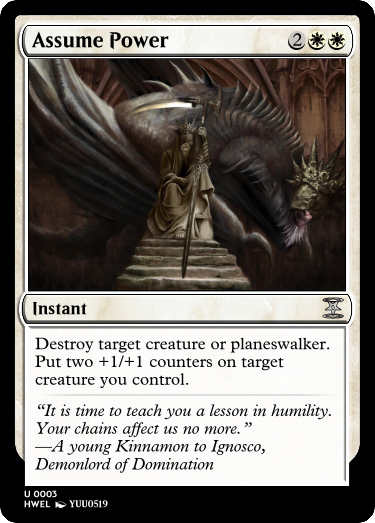 Assume Power 2
Instant
Destroy target creature or planeswalker.
Put two +1/+1 counters on target
creature you control.
“It is time to teach you a lesson in humility.
Your chains affect us no more.”
—A young Kinnamon to Ignosco,
Demonlord of Domination
U 0003
HWEL YUU0519